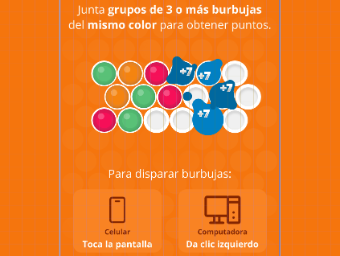 Junta grupos de 3 o más burbujas
del mismo color para obtener puntos.
+7
+7
+7
+7
Para disparar burbujas:
Celular
Toca la pantalla
Computadora
Da clic izquierdo